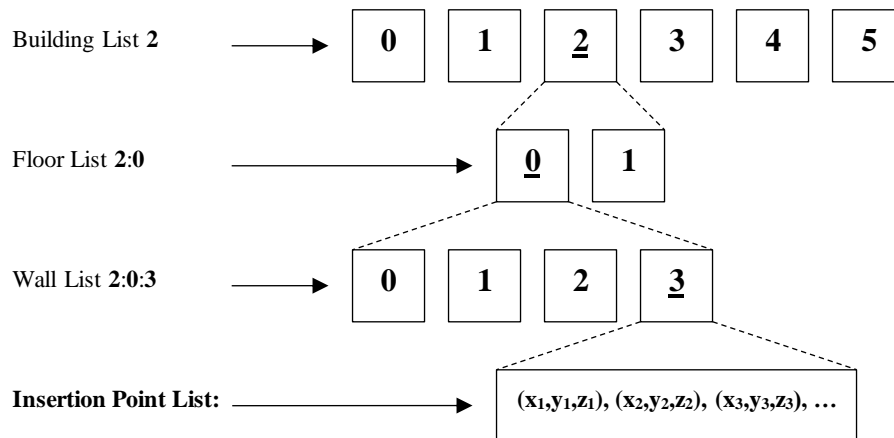 Building List 2 0 1 2 3 4 5
Floor List 2:0 0 1
Wall List 2:0:3 0 1 2 3
Insertion Point List: (x₁,y₁,z₁), (x₂,y₂,z₂), (x₃,y₃,z₃), …